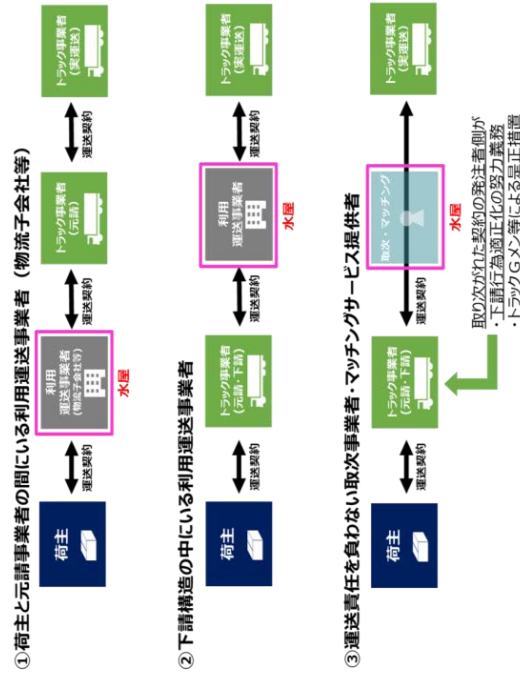 ①荷主と元請事業者の間にいる利用運送事業者（物流子会社等）
荷主
運送契約
利用
運送事業者
(物流子会社等)
水屋
運送契約
トラック事業者
（元請）
運送契約
トラック事業者
（実運送）
②下請構造の中にいる利用運送事業者
荷主
運送契約
トラック事業者
（元請・下請）
運送契約
利用
運送事業者
水屋
運送契約
トラック事業者
（実運送）
③運送責任を負わない取次事業者・マッチングサービス提供者
荷主
運送契約
トラック事業者
（元請・下請）
取次・マッチング
水屋
運送契約
トラック事業者
（実運送）
取り次がれた契約の発注者側が
・下請行為適正化の努力義務
・トラックGメン等による是正措置